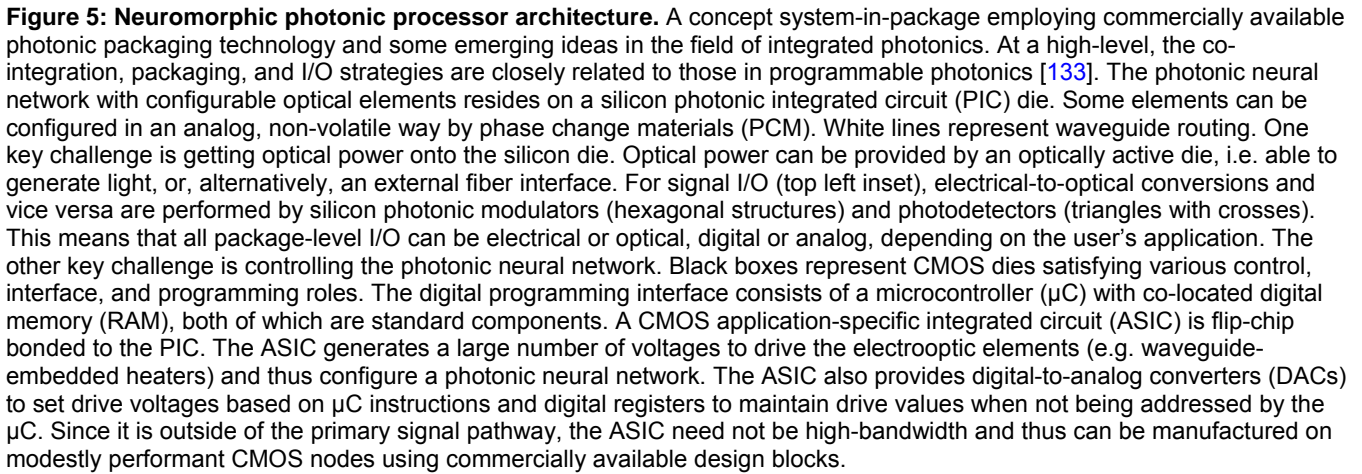 Figure 5: Neuromorphic photonic processor architecture. A concept system-in-package employing commercially available
photonic packaging technology and some emerging ideas in the field of integrated photonics. At a high-level, the co-
integration, packaging, and I/O strategies are closely related to those in programmable photonics [133]. The photonic neural
network with configurable optical elements resides on a silicon photonic integrated circuit (PIC) die. Some elements can be
configured in an analog, non-volatile way by phase change materials (PCM). White lines represent waveguide routing. One
key challenge is getting optical power onto the silicon die. Optical power can be provided by an optically active die, i.e. able to
generate light, or, alternatively, an external fiber interface. For signal I/O (top left inset), electrical-to-optical conversions and
vice versa are performed by silicon photonic modulators (hexagonal structures) and photodetectors (triangles with crosses).
This means that all package-level I/O can be electrical or optical, digital or analog, depending on the user's application. The
other key challenge is controlling the photonic neural network. Black boxes represent CMOS dies satisfying various control,
interface, and programming roles. The digital programming interface consists of a microcontroller (µC) with co-located digital
memory (RAM), both of which are standard components. A CMOS application-specific integrated circuit (ASIC) is flip-chip
bonded to the PIC. The ASIC generates a large number of voltages to drive the electrooptic elements (e.g. waveguide-
embedded heaters) and thus configure a photonic neural network. The ASIC also provides digital-to-analog converters (DACs)
to set drive voltages based on µC instructions and digital registers to maintain drive values when not being addressed by the
µC. Since it is outside of the primary signal pathway, the ASIC need not be high-bandwidth and thus can be manufactured on
modestly performant CMOS nodes using commercially available design blocks.